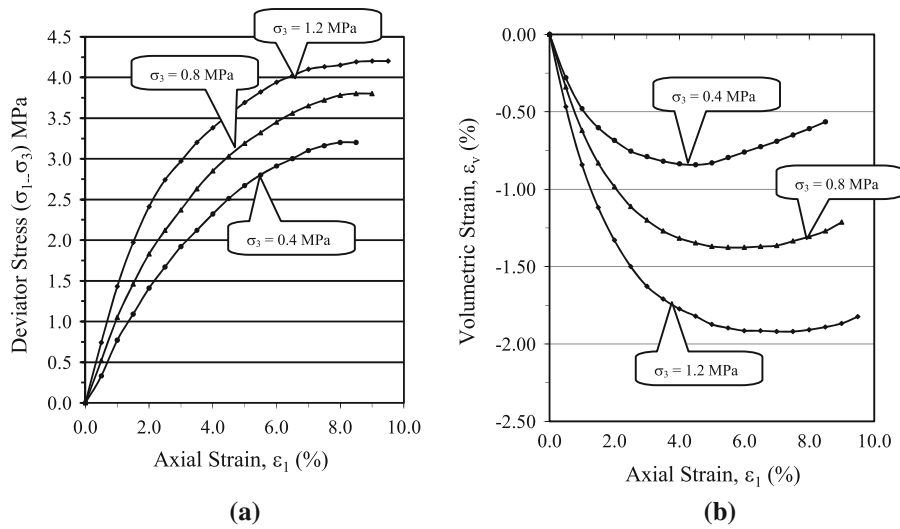 σ₃ = 1.2 MPa
4.5
4.0
3.5
3.0
2.5
2.0
1.5
1.0
0.5
0.0
σ₃ = 0.8 MPa
σ₃ = 0.4 MPa
Deviator Stress (σ₁₋₋σ₃) MPa
0.0 2.0 4.0 6.0 8.0 10.0
Axial Strain, ε₁ (%)
(a)
0.00
-0.50
-1.00
-1.50
-2.00
-2.50
σ₃ = 0.4 MPa
σ₃ = 0.8 MPa
σ₃ = 1.2 MPa
Volumetric Strain, εᵥ (%)
0.0 2.0 4.0 6.0 8.0 10.0
Axial Strain, ε₁ (%)
(b)